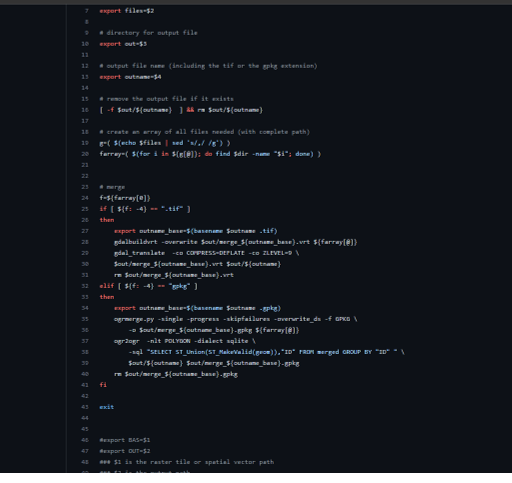 7 export files=$2
8
9 # directory for output file
10 export out=$3
11
12 # output file name (including the tif or the gpkg extension)
13 export outname=$4
14
15 # remove the output file if it exists
16 [ -f $out/${outname}  ] && rm $out/${outname}
17
18 # create an array of all files needed (with complete path)
19 g=( $(echo $files | sed 's/,/ /g') )
20 farray=( $(for i in ${g[@]}; do find $dir -name "$i"; done) )
21
22
23 # merge
24 f=${farray[0]}
25 if [ ${f: -4} == ".tif" ]
26 then
27     export outname_base=$(basename $outname .tif)
28     gdalbuildvrt -overwrite $out/merge_${outname_base}.vrt ${farray[@]}
29     gdal_translate  -co COMPRESS=DEFLATE -co ZLEVEL=9 \
30     $out/merge_${outname_base}.vrt $out/${outname}
31     rm $out/merge_${outname_base}.vrt
32 elif [ ${f: -4} == "gpkg" ]
33 then
34     export outname_base=$(basename $outname .gpkg)
35     ogrmerge.py -single -progress -skipfailures -overwrite_ds -f GPKG \
36         -o $out/merge_${outname_base}.gpkg ${farray[@]}
37     ogr2ogr  -nlt POLYGON -dialect sqlite \
38         -sql "SELECT ST_Union(ST_MakeValid(geom)),"ID" FROM merged GROUP BY "ID" " \
39         $out/${outname} $out/merge_${outname_base}.gpkg
40     rm $out/merge_${outname_base}.gpkg
41 fi
42
43 exit
44
45
46 #export BAS=$1
47 #export OUT=$2
48 ### $1 is the raster tile or spatial vector path